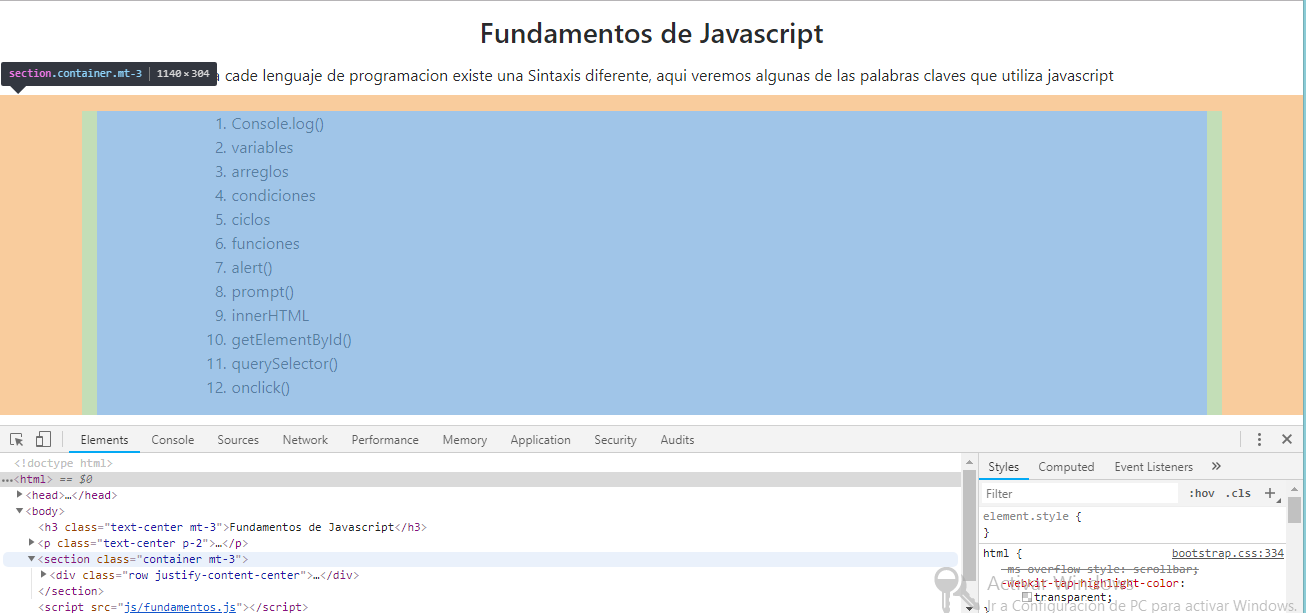 Fundamentos de Javascript
section.container.mt-3 | 1140 × 304
a cade lenguaje de programacion existe una Sintaxis diferente, aqui veremos algunas de las palabras claves que utiliza javascript
1. Console.log()
2. variables
3. arreglos
4. condiciones
5. ciclos
6. funciones
7. alert()
8. prompt()
9. innerHTML
10. getElementById()
11. querySelector()
12. onclick()
Elements Console Sources Network Performance Memory Application Security Audits
<!doctype html>
...<html> == $0
<head>…</head>
<body>
<h3 class="text-center mt-3">Fundamentos de Javascript</h3>
<p class="text-center p-2">…</p>
<section class="container mt-3">
<div class="row justify-content-center">…</div>
</section>
<script src="js/fundamentos.js"></script>
Styles Computed Event Listeners »
Filter :hov .cls +
element.style {
}
html { bootstrap.css:334
-ms-overflow-style: scrollbar;
-webkit-tap-highlight-color:
transparent;
}
Activar Windows
Ir a Configuración de PC para activar Windows.